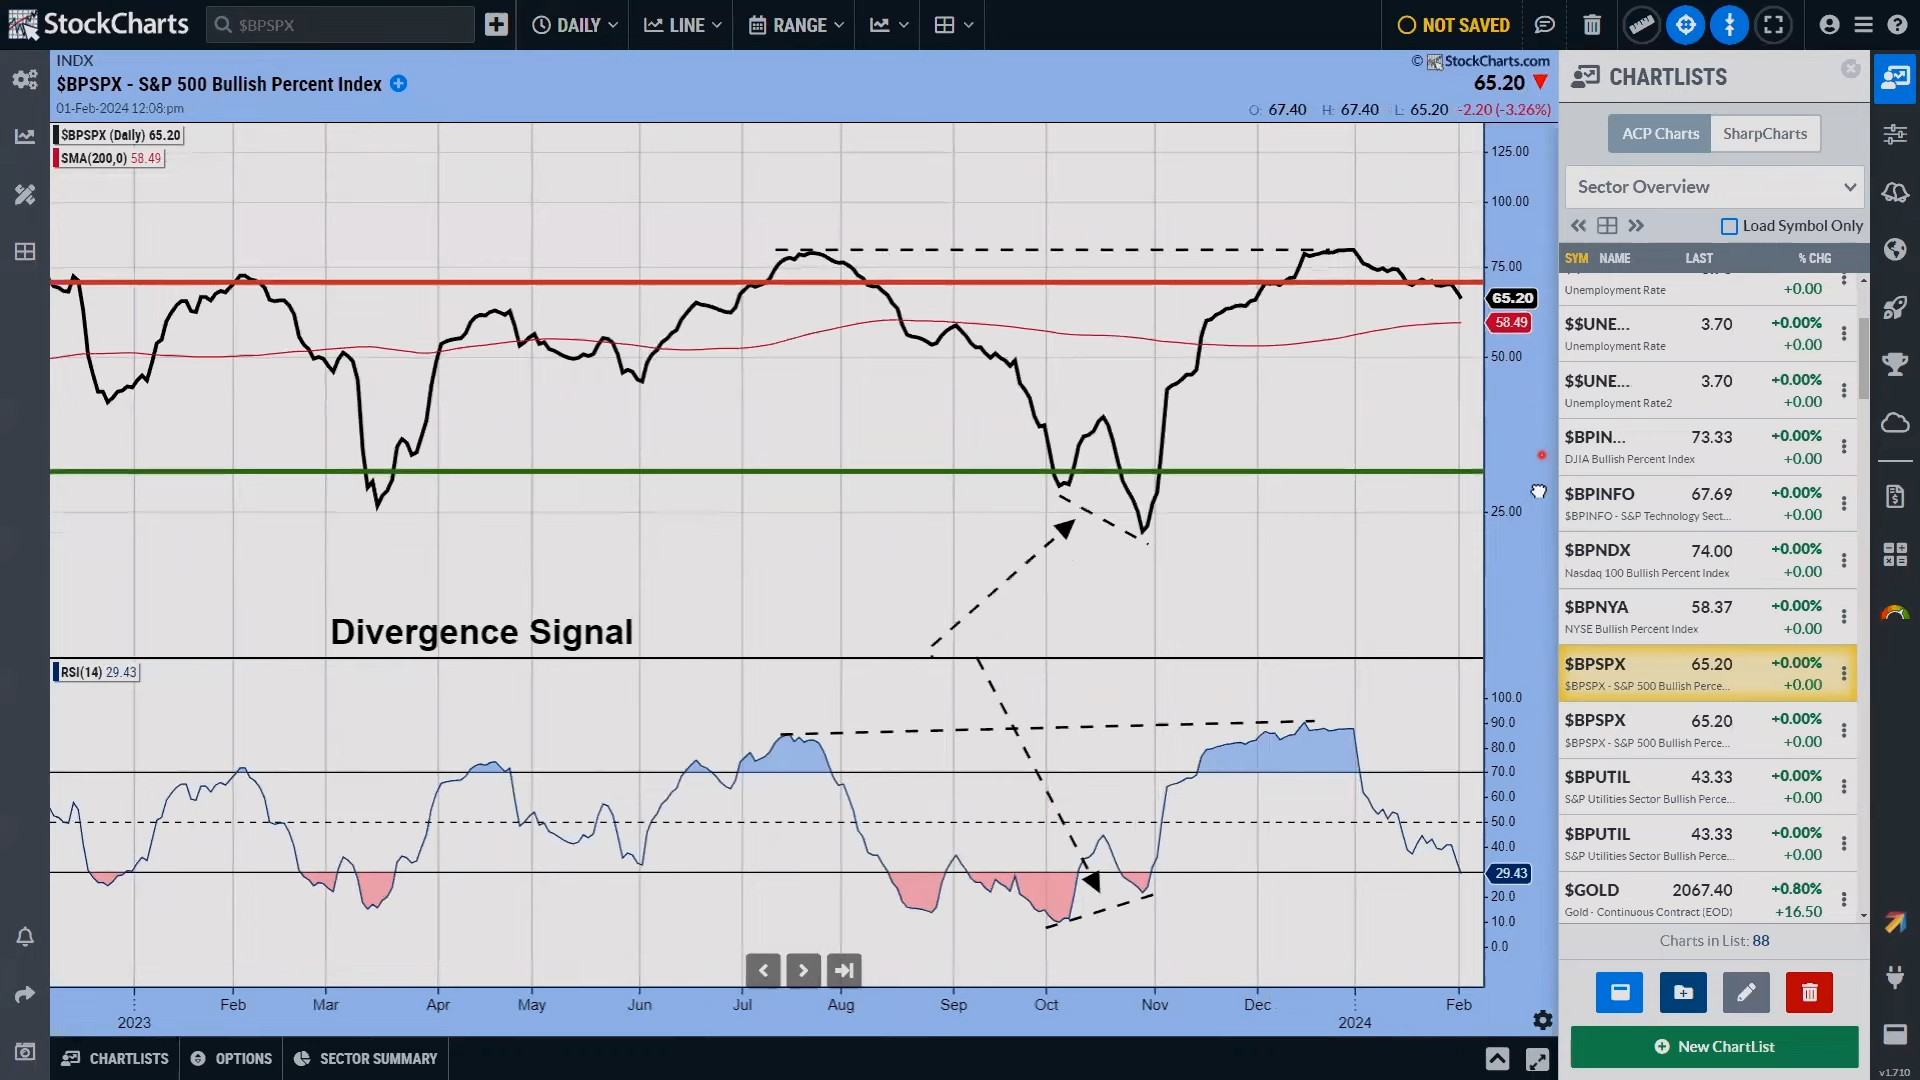 StockCharts
$BPSPX
DAILY
LINE
RANGE
NOT SAVED
INDX
© StockCharts.com
$BPSPX - S&P 500 Bullish Percent Index
65.20
01-Feb-2024 12:08:pm
O: 67.40 H: 67.40 L: 65.20 -2.20 (-3.26%)
$BPSPX (Daily) 65.20
SMA(200,0) 58.49
125.00
100.00
75.00
65.20
58.49
50.00
25.00
Divergence Signal
RSI(14) 29.43
100.0
90.0
80.0
70.0
60.0
50.0
40.0
29.43
20.0
10.0
0.0
Feb Mar Apr May Jun Jul Aug Sep Oct Nov Dec Feb
2023 2024
CHARTLISTS
OPTIONS
SECTOR SUMMARY
CHARTLISTS
ACP Charts
SharpCharts
Sector Overview
Load Symbol Only
SYM NAME LAST % CHG
Unemployment Rate +0.00
$$UNE... 3.70 +0.00%
Unemployment Rate +0.00
$$UNE... 3.70 +0.00%
Unemployment Rate2 +0.00
$BPIN... 73.33 +0.00%
DJIA Bullish Percent Index +0.00
$BPINFO 67.69 +0.00%
$BPINFO - S&P Technology Sect... +0.00
$BPNDX 74.00 +0.00%
Nasdaq 100 Bullish Percent Index +0.00
$BPNYA 58.37 +0.00%
NYSE Bullish Percent Index +0.00
$BPSPX 65.20 +0.00%
$BPSPX - S&P 500 Bullish Perce... +0.00
$BPSPX 65.20 +0.00%
$BPSPX - S&P 500 Bullish Perce... +0.00
$BPUTIL 43.33 +0.00%
S&P Utilities Sector Bullish Perce... +0.00
$BPUTIL 43.33 +0.00%
S&P Utilities Sector Bullish Perce... +0.00
$GOLD 2067.40 +0.80%
Gold - Continuous Contract (EOD) +16.50
Charts in List: 88
New ChartList
v1.710